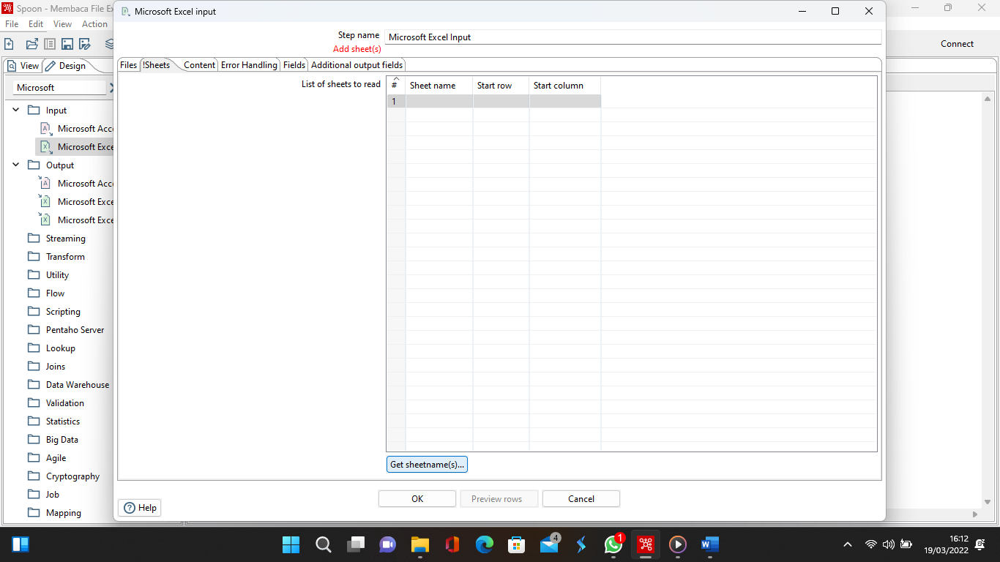 Spoon - Membaca File Ex
Microsoft Excel input
File Edit View Action
Connect
Step name Microsoft Excel Input
Add sheet(s)
View Design
Files !Sheets Content Error Handling Fields Additional output fields
List of sheets to read
# Sheet name Start row Start column
1
Microsoft
Input
Microsoft Acc
Microsoft Exce
Output
Microsoft Acc
Microsoft Exce
Microsoft Exce
Streaming
Transform
Utility
Flow
Scripting
Pentaho Server
Lookup
Joins
Data Warehouse
Validation
Statistics
Big Data
Agile
Cryptography
Job
Mapping
Get sheetname(s)...
OK Preview rows Cancel
Help
4
1
16:12
19/03/2022